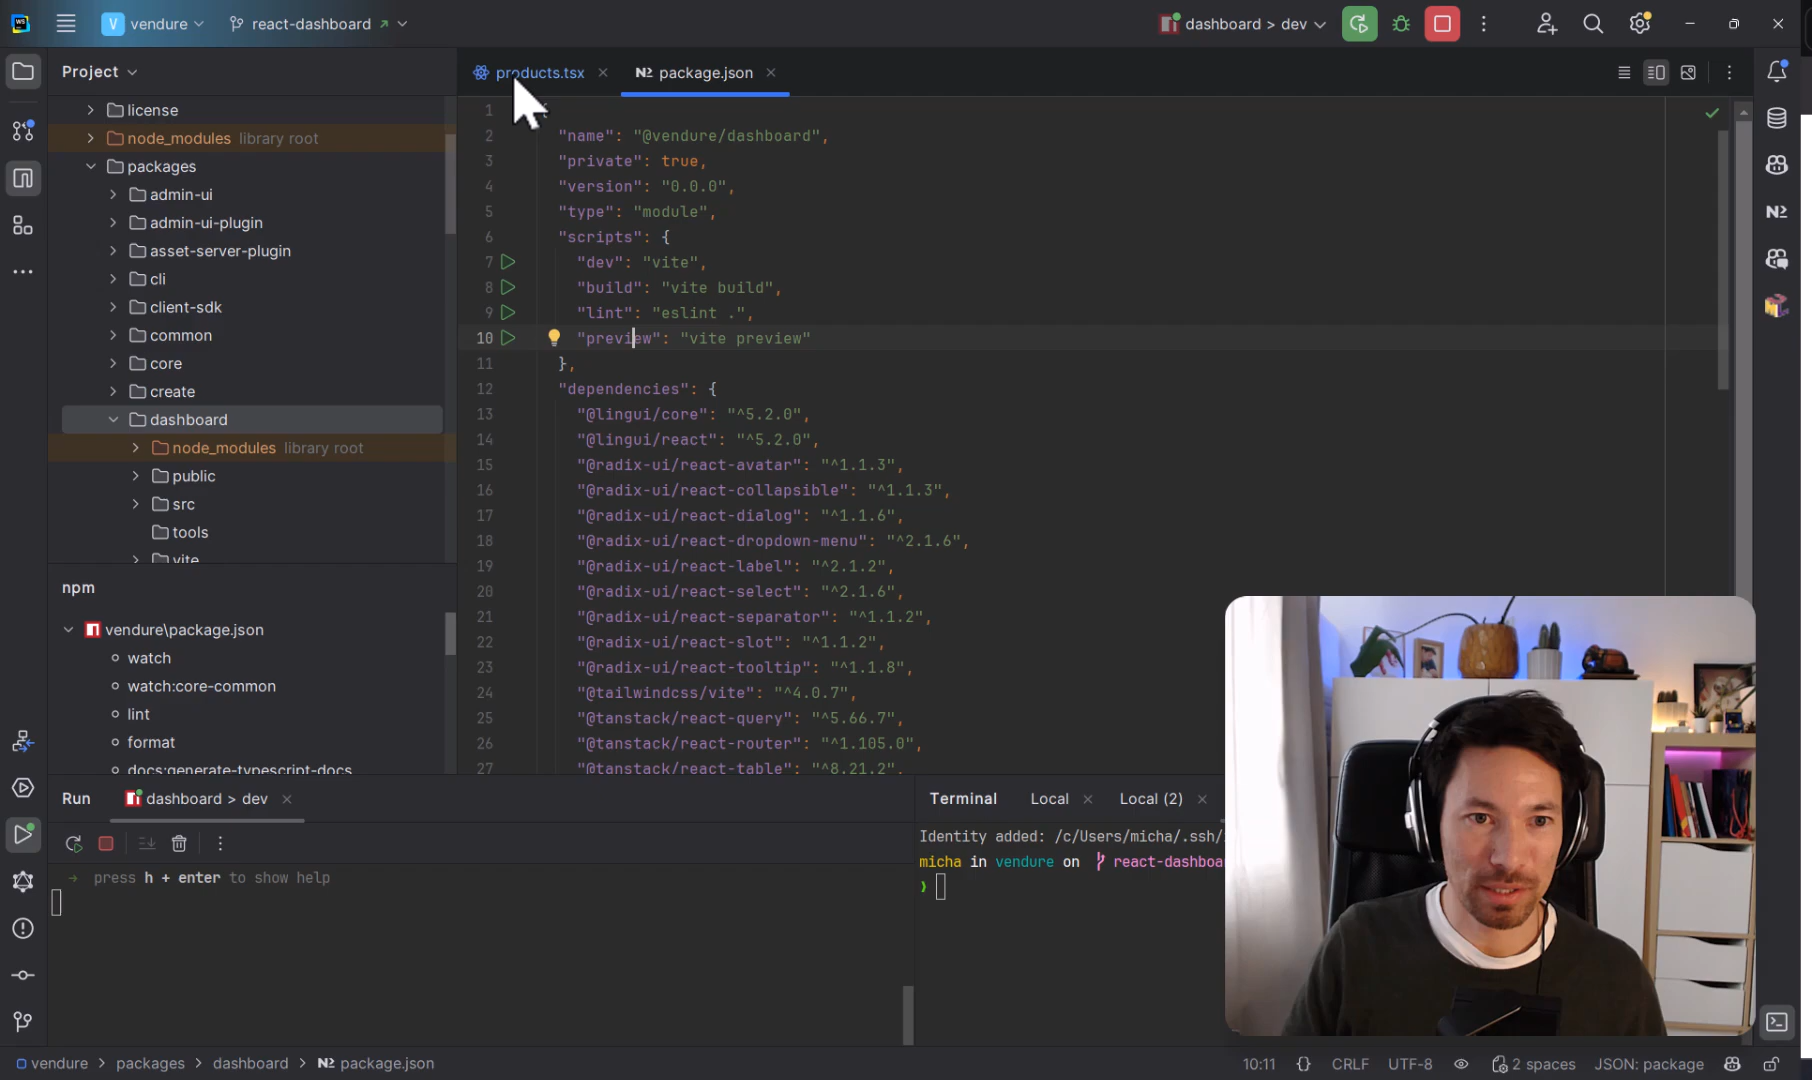 WS
V vendure
react-dashboard
dashboard > dev
Project
products.tsx
N2 package.json
license
node_modules library root
packages
admin-ui
admin-ui-plugin
asset-server-plugin
cli
client-sdk
common
core
create
dashboard
node_modules library root
public
src
tools
vite
1
2 "name": "@vendure/dashboard",
3 "private": true,
4 "version": "0.0.0",
5 "type": "module",
6 "scripts": {
7 "dev": "vite",
8 "build": "vite build",
9 "lint": "eslint .",
10 "preview": "vite preview"
11 },
12 "dependencies": {
13 "@lingui/core": "^5.2.0",
14 "@lingui/react": "^5.2.0",
15 "@radix-ui/react-avatar": "^1.1.3",
16 "@radix-ui/react-collapsible": "^1.1.3",
17 "@radix-ui/react-dialog": "^1.1.6",
18 "@radix-ui/react-dropdown-menu": "^2.1.6",
19 "@radix-ui/react-label": "^2.1.2",
20 "@radix-ui/react-select": "^2.1.6",
21 "@radix-ui/react-separator": "^1.1.2",
22 "@radix-ui/react-slot": "^1.1.2",
23 "@radix-ui/react-tooltip": "^1.1.8",
24 "@tailwindcss/vite": "^4.0.7",
25 "@tanstack/react-query": "^5.66.7",
26 "@tanstack/react-router": "^1.105.0",
27 "@tanstack/react-table": "^8.21.2",
npm
vendure\package.json
watch
watch:core-common
lint
format
docs:generate-typescript-docs
Run dashboard > dev
→ press h + enter to show help
Terminal Local Local (2)
Identity added: /c/Users/micha/.ssh/
micha in vendure on react-dashboa
vendure > packages > dashboard > N2 package.json
10:11 {} CRLF UTF-8 2 spaces JSON: package